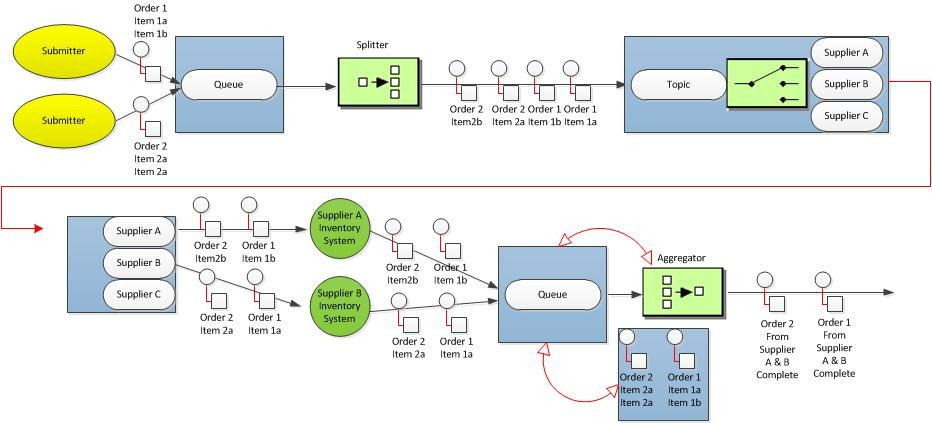 Order 1
Item 1a
Item 1b
Submitter
Queue
Submitter
Order 2
Item 2a
Item 2a
Splitter
Order 2
Item2b
Order 2
Item 2a
Order 1
Item 1b
Order 1
Item 1a
Topic
Supplier A
Supplier B
Supplier C
Supplier A
Supplier B
Supplier C
Order 2
Item2b
Order 1
Item 1b
Order 2
Item 2a
Order 1
Item 1a
Supplier A
Inventory
System
Supplier B
Inventory
System
Order 2
Item2b
Order 1
Item 1b
Order 2
Item 2a
Order 1
Item 1a
Queue
Aggregator
Order 2
Item 2a
Item 2a
Order 1
Item 1a
Item 1b
Order 2
From
Supplier
A & B
Complete
Order 1
From
Supplier
A & B
Complete